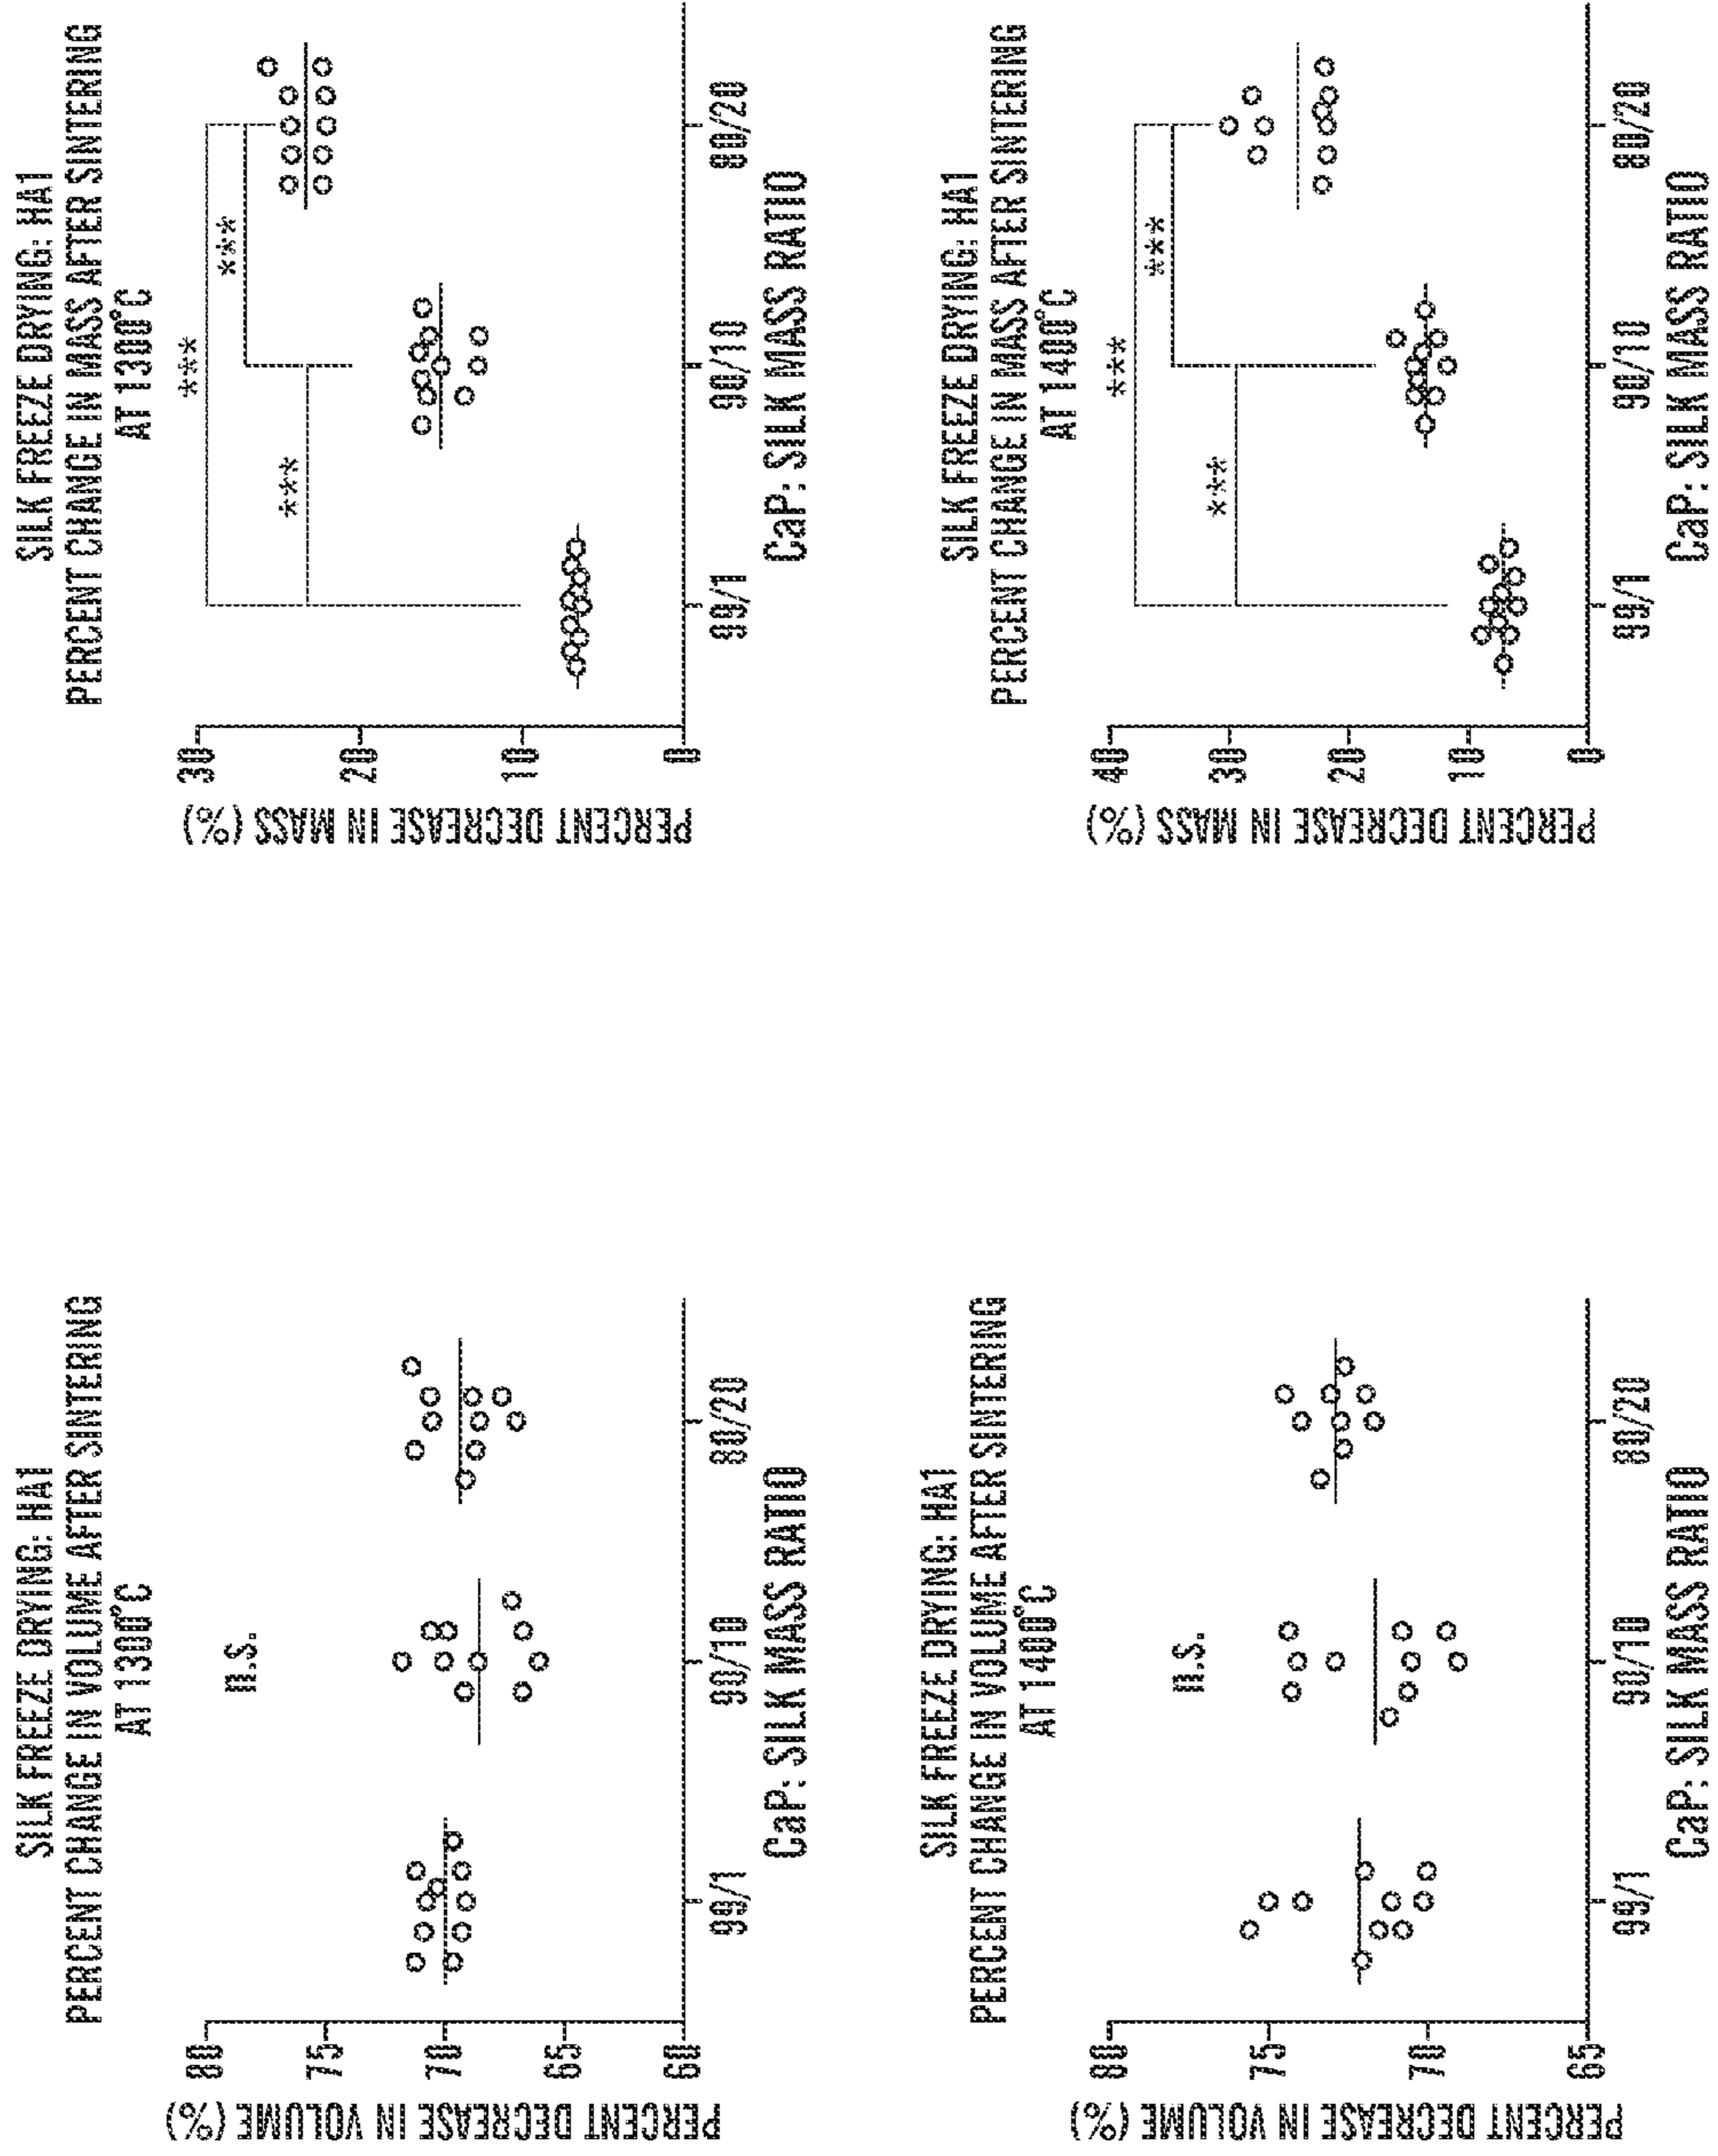 SILK FREEZE DRYING: HA1
PERCENT CHANGE IN VOLUME AFTER SINTERING
AT 1300°C
PERCENT DECREASE IN VOLUME (%)
80
75
70
65
60
n.s.
99/1
90/10
80/20
CaP: SILK MASS RATIO
SILK FREEZE DRYING: HA1
PERCENT CHANGE IN MASS AFTER SINTERING
AT 1300°C
PERCENT DECREASE IN MASS (%)
30
20
10
0
***
***
***
99/1
90/10
80/20
CaP: SILK MASS RATIO
SILK FREEZE DRYING: HA1
PERCENT CHANGE IN VOLUME AFTER SINTERING
AT 1400°C
PERCENT DECREASE IN VOLUME (%)
80
75
70
65
n.s.
99/1
90/10
80/20
CaP: SILK MASS RATIO
SILK FREEZE DRYING: HA1
PERCENT CHANGE IN MASS AFTER SINTERING
AT 1400°C
PERCENT DECREASE IN MASS (%)
40
30
20
10
0
***
***
***
99/1
90/10
80/20
CaP: SILK MASS RATIO